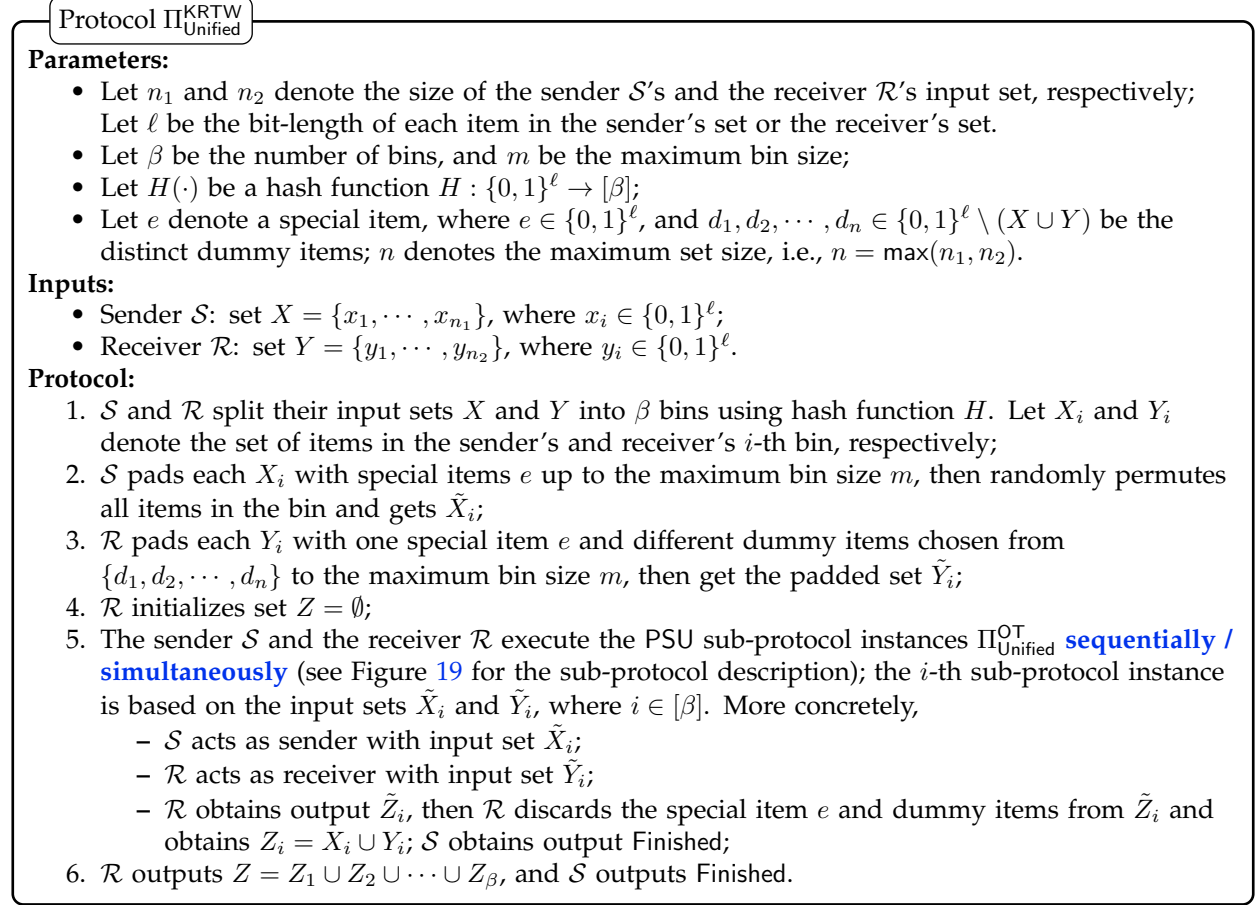 Protocol Π^KRTW_Unified
Parameters:
• Let n₁ and n₂ denote the size of the sender 𝒮's and the receiver ℛ's input set, respectively;
Let ℓ be the bit-length of each item in the sender's set or the receiver's set.
• Let β be the number of bins, and m be the maximum bin size;
• Let H(·) be a hash function H : {0, 1}^ℓ → [β];
• Let e denote a special item, where e ∈ {0, 1}^ℓ, and d₁, d₂, ⋯ , dₙ ∈ {0, 1}^ℓ \ (X ∪ Y) be the
distinct dummy items; n denotes the maximum set size, i.e., n = max(n₁, n₂).
Inputs:
• Sender 𝒮: set X = {x₁, ⋯ , x_{n₁}}, where xᵢ ∈ {0, 1}^ℓ;
• Receiver ℛ: set Y = {y₁, ⋯ , y_{n₂}}, where yᵢ ∈ {0, 1}^ℓ.
Protocol:
1. 𝒮 and ℛ split their input sets X and Y into β bins using hash function H. Let Xᵢ and Yᵢ
denote the set of items in the sender's and receiver's i-th bin, respectively;
2. 𝒮 pads each Xᵢ with special items e up to the maximum bin size m, then randomly permutes
all items in the bin and gets X̃ᵢ;
3. ℛ pads each Yᵢ with one special item e and different dummy items chosen from
{d₁, d₂, ⋯ , dₙ} to the maximum bin size m, then get the padded set Ỹᵢ;
4. ℛ initializes set Z = ∅;
5. The sender 𝒮 and the receiver ℛ execute the PSU sub-protocol instances Π^OT_Unified sequentially /
simultaneously (see Figure 19 for the sub-protocol description); the i-th sub-protocol instance
is based on the input sets X̃ᵢ and Ỹᵢ, where i ∈ [β]. More concretely,
– 𝒮 acts as sender with input set X̃ᵢ;
– ℛ acts as receiver with input set Ỹᵢ;
– ℛ obtains output Z̃ᵢ, then ℛ discards the special item e and dummy items from Z̃ᵢ and
obtains Zᵢ = Xᵢ ∪ Yᵢ; 𝒮 obtains output Finished;
6. ℛ outputs Z = Z₁ ∪ Z₂ ∪ ⋯ ∪ Z_β, and 𝒮 outputs Finished.